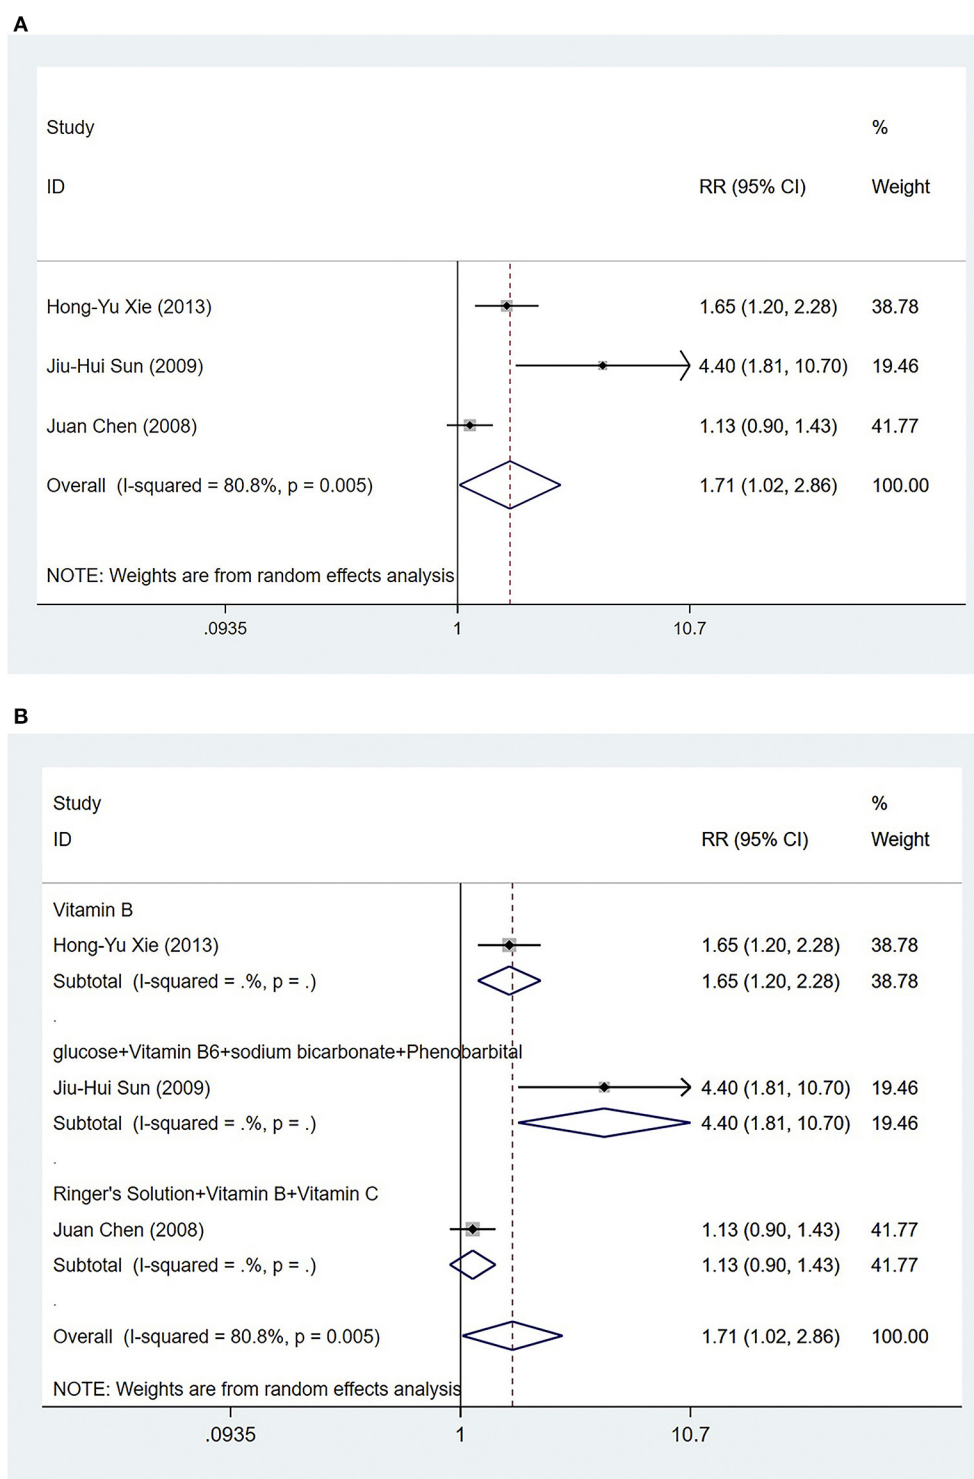 A
Study %
ID RR (95% CI) Weight
Hong-Yu Xie (2013) 1.65 (1.20, 2.28) 38.78
Jiu-Hui Sun (2009) 4.40 (1.81, 10.70) 19.46
Juan Chen (2008) 1.13 (0.90, 1.43) 41.77
Overall (I-squared = 80.8%, p = 0.005) 1.71 (1.02, 2.86) 100.00
NOTE: Weights are from random effects analysis
.0935 1 10.7
B
Study %
ID RR (95% CI) Weight
Vitamin B
Hong-Yu Xie (2013) 1.65 (1.20, 2.28) 38.78
Subtotal (I-squared = .%, p = .) 1.65 (1.20, 2.28) 38.78
.
glucose+Vitamin B6+sodium bicarbonate+Phenobarbital
Jiu-Hui Sun (2009) 4.40 (1.81, 10.70) 19.46
Subtotal (I-squared = .%, p = .) 4.40 (1.81, 10.70) 19.46
.
Ringer's Solution+Vitamin B+Vitamin C
Juan Chen (2008) 1.13 (0.90, 1.43) 41.77
Subtotal (I-squared = .%, p = .) 1.13 (0.90, 1.43) 41.77
.
Overall (I-squared = 80.8%, p = 0.005) 1.71 (1.02, 2.86) 100.00
NOTE: Weights are from random effects analysis
.0935 1 10.7